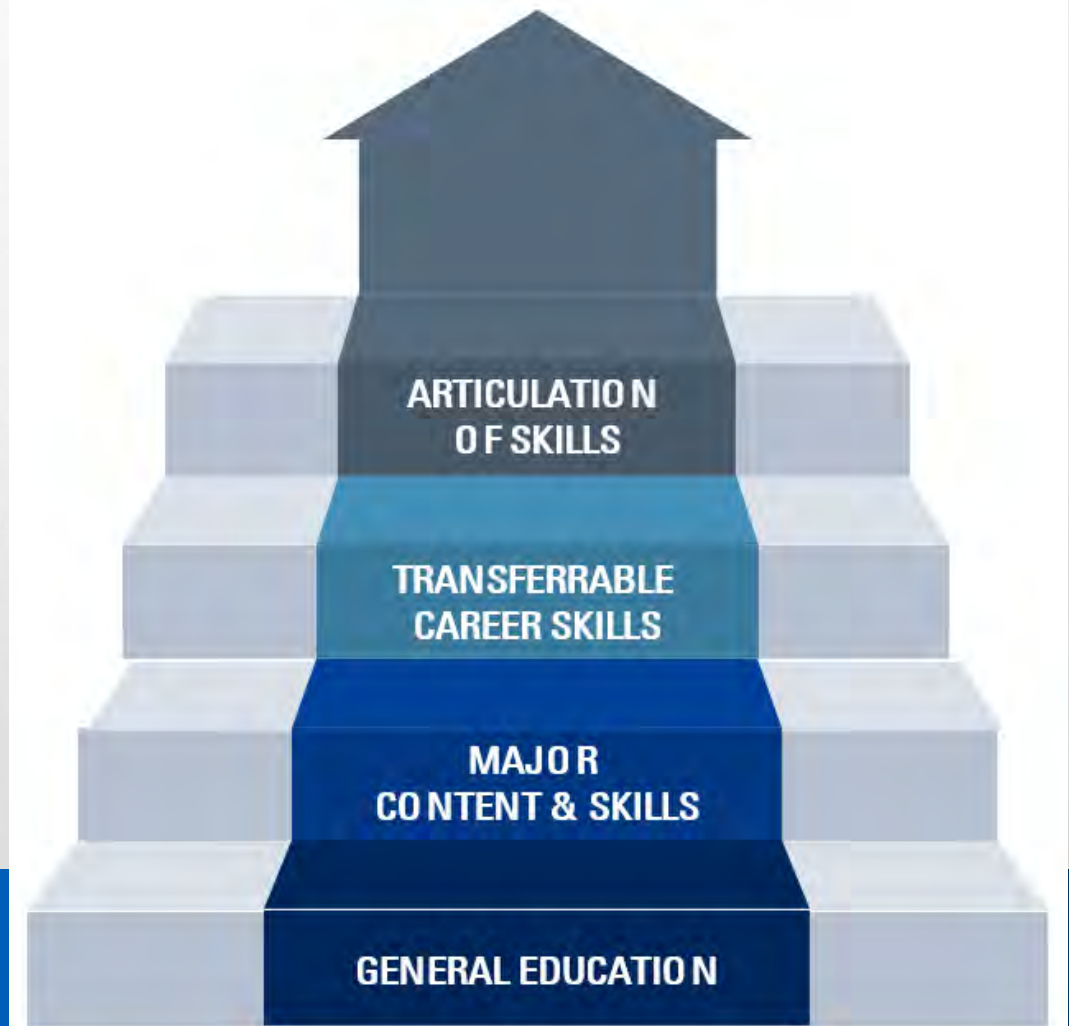 ARTICULATION
OF SKILLS
TRANSFERRABLE
CAREER SKILLS
MAJOR
CONTENT & SKILLS
GENERAL EDUCATION